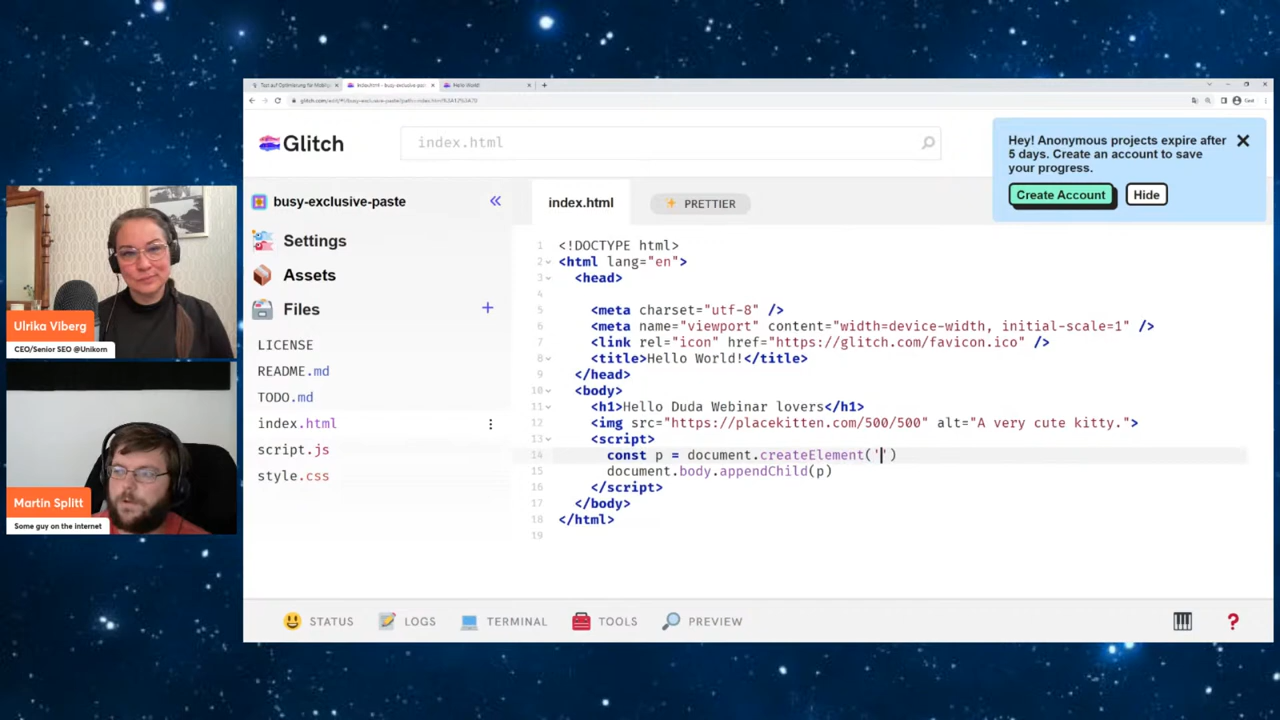 Hello World!
Glitch
index.html
Hey! Anonymous projects expire after
5 days. Create an account to save
your progress.
Create Account
Hide
busy-exclusive-paste
Settings
Assets
Files
LICENSE
README.md
TODO.md
index.html
script.js
style.css
index.html
PRETTIER
1 <!DOCTYPE html>
2 <html lang="en">
3 <head>
4
5 <meta charset="utf-8" />
6 <meta name="viewport" content="width=device-width, initial-scale=1" />
7 <link rel="icon" href="https://glitch.com/favicon.ico" />
8 <title>Hello World!</title>
9 </head>
10 <body>
11 <h1>Hello Duda Webinar lovers</h1>
12 <img src="https://placekitten.com/500/500" alt="A very cute kitty.">
13 <script>
14 const p = document.createElement('')
15 document.body.appendChild(p)
16 </script>
17 </body>
18 </html>
19
STATUS
LOGS
TERMINAL
TOOLS
PREVIEW
?
Ulrika Viberg
CEO/Senior SEO @Unikorn
Martin Splitt
Some guy on the internet